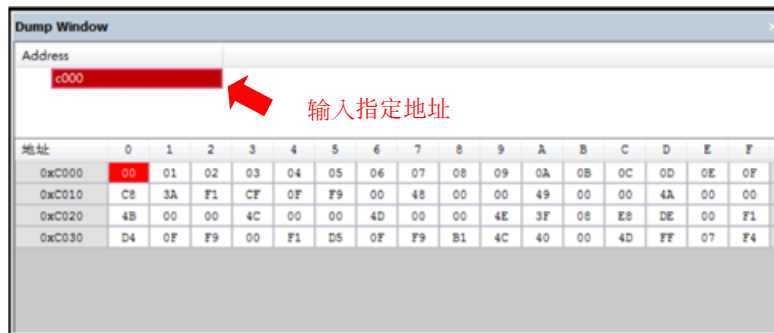 Dump Window
Address
c000
输入指定地址
地址 0 1 2 3 4 5 6 7 8 9 A B C D E F
0xC000 00 01 02 03 04 05 06 07 08 09 0A 0B 0C 0D 0E 0F
0xC010 C8 3A F1 CF 0F F9 00 48 00 00 49 00 00 4A 00 00
0xC020 4B 00 00 4C 00 00 4D 00 00 4E 3F 08 E8 DE 00 F1
0xC030 D4 0F F9 00 F1 D5 0F F9 B1 4C 40 00 4D FF 07 F4